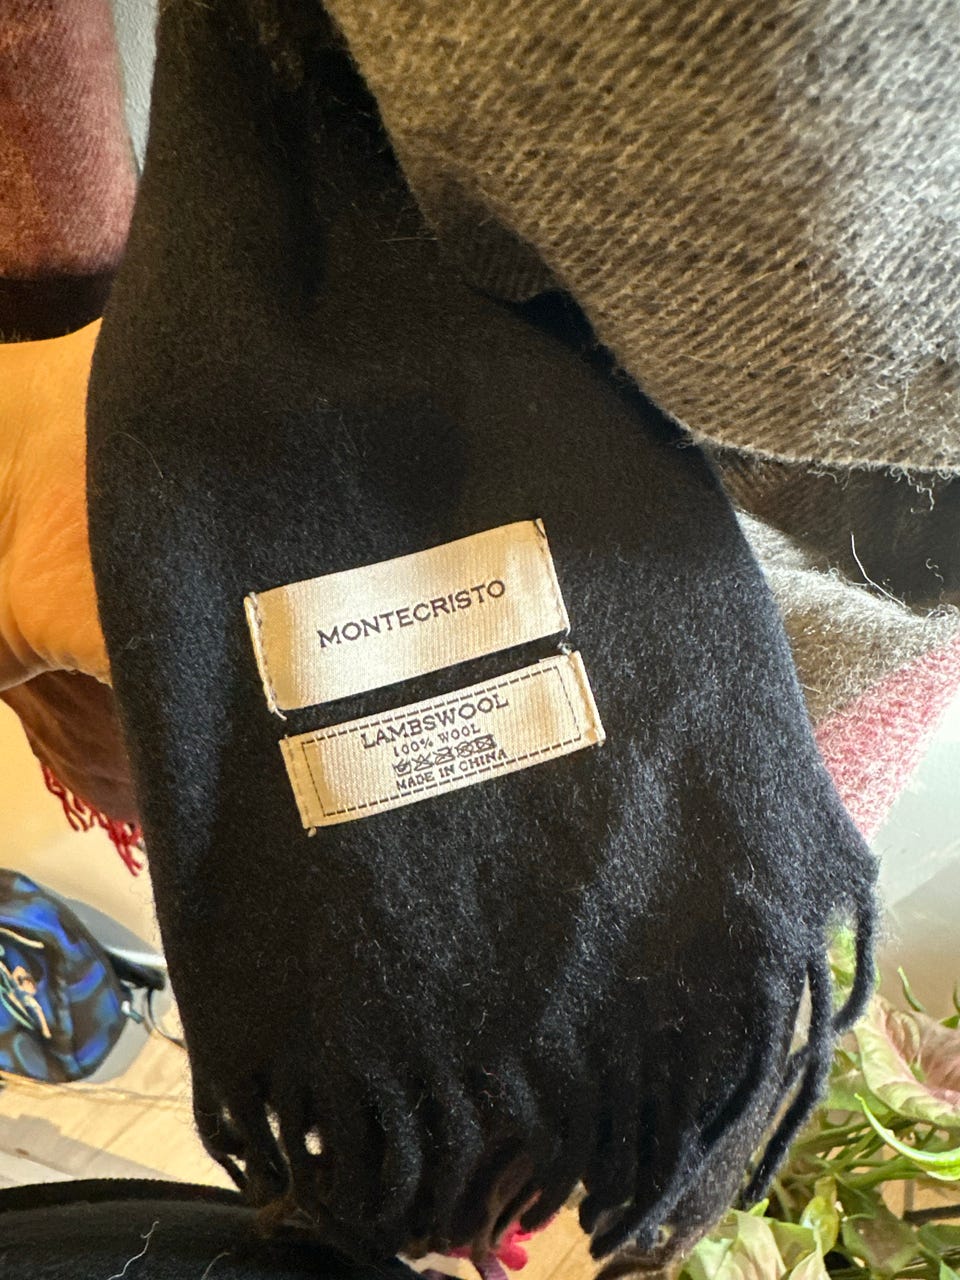 MONTECRISTO
LAMBSWOOL
100% WOOL
MADE IN CHINA